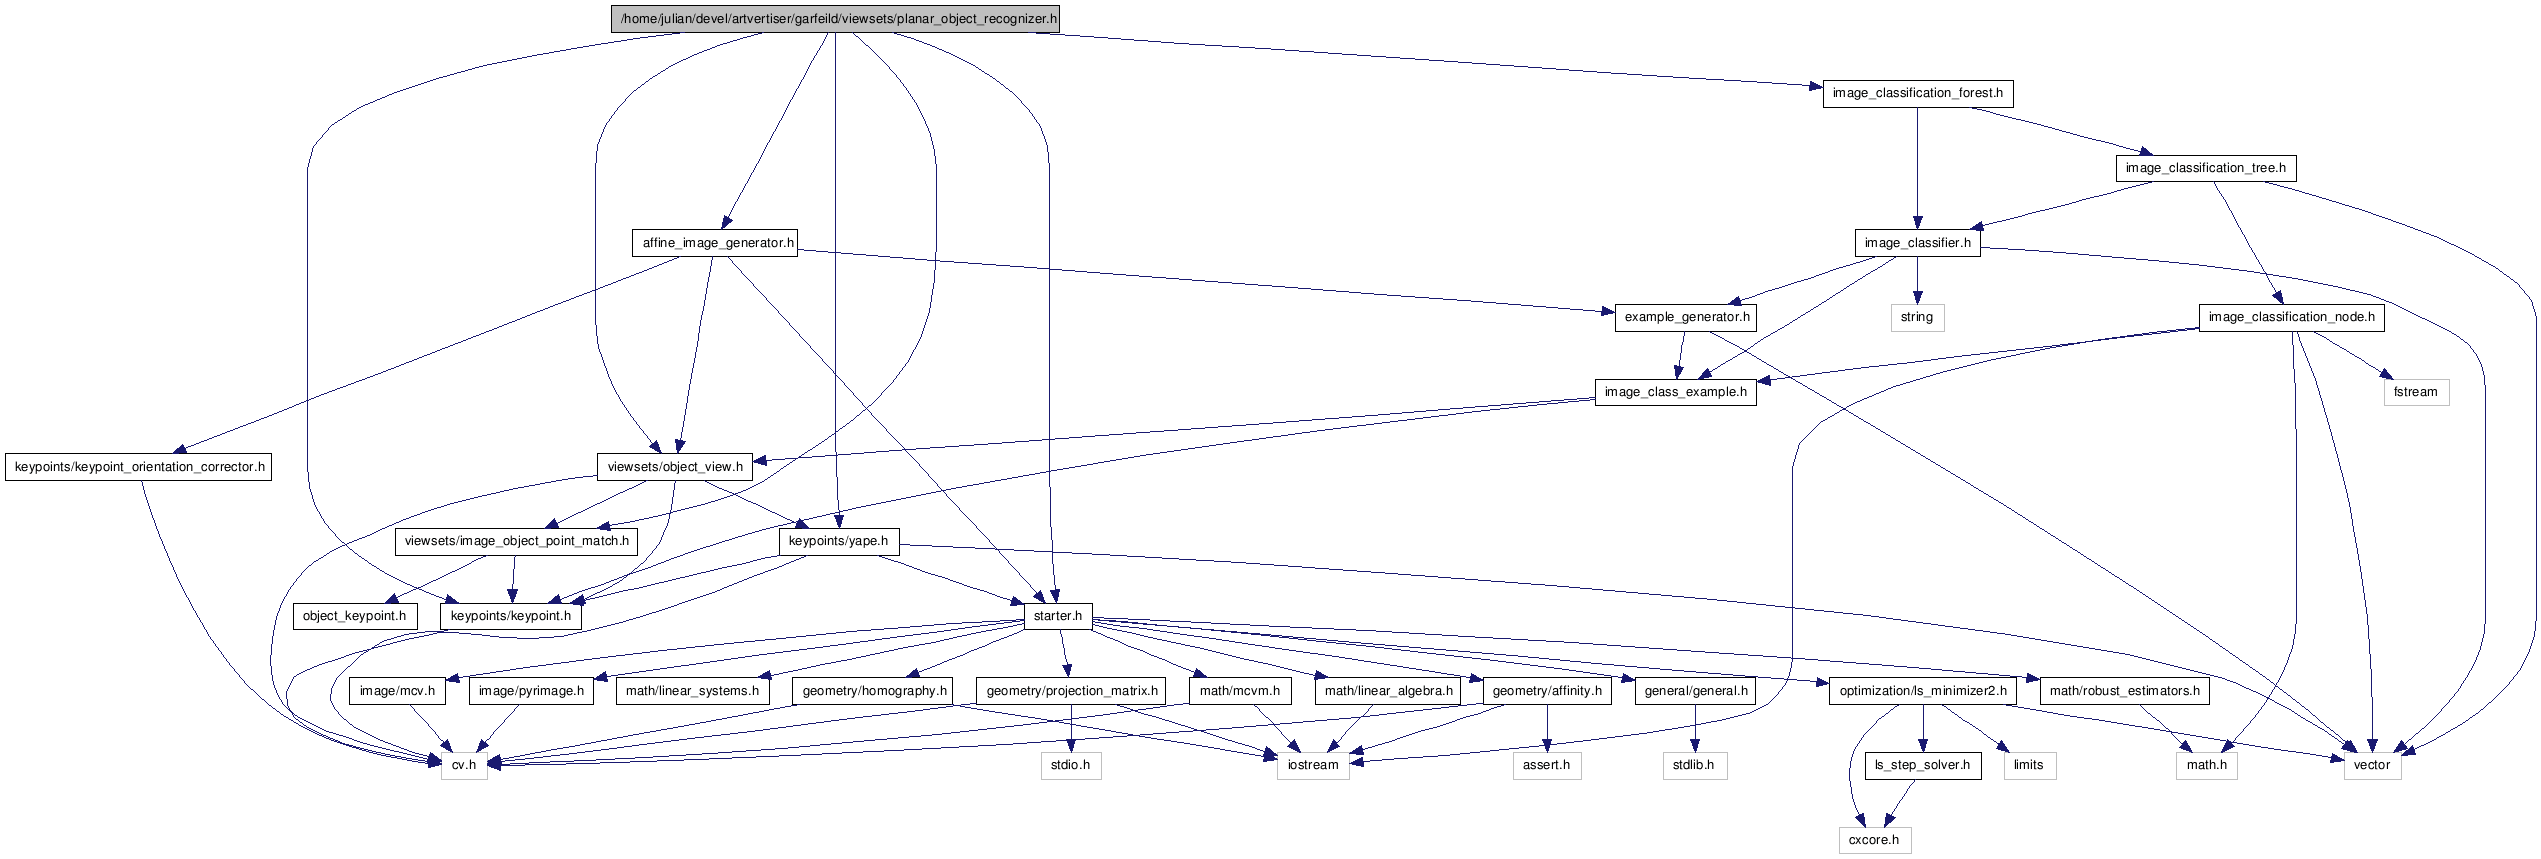 /home/julian/devel/artvertiser/garfeild/viewsets/planar_object_recognizer.h
image_classification_forest.h
image_classification_tree.h
affine_image_generator.h
image_classifier.h
example_generator.h
string
image_classification_node.h
image_class_example.h
fstream
keypoints/keypoint_orientation_corrector.h
viewsets/object_view.h
viewsets/image_object_point_match.h
keypoints/yape.h
object_keypoint.h
keypoints/keypoint.h
starter.h
image/mcv.h
image/pyrimage.h
math/linear_systems.h
geometry/homography.h
geometry/projection_matrix.h
math/mcvm.h
math/linear_algebra.h
geometry/affinity.h
general/general.h
optimization/ls_minimizer2.h
math/robust_estimators.h
cv.h
stdio.h
iostream
assert.h
stdlib.h
ls_step_solver.h
limits
math.h
vector
cxcore.h